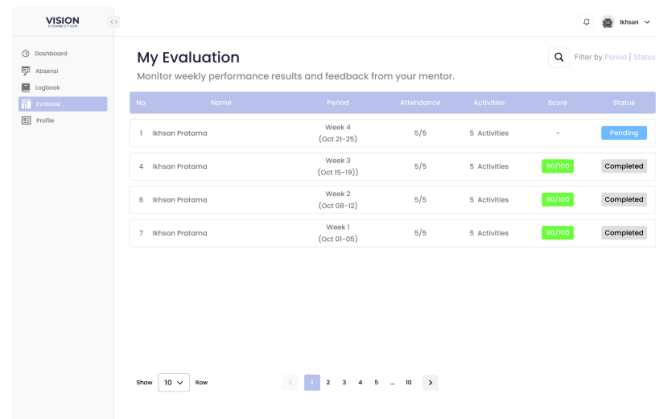 VISION
CONNECTION
Ikhsan
Dashboard
Absensi
Logbook
Evaluasi
Profile
My Evaluation
Filter by Period | Status
Monitor weekly performance results and feedback from your mentor.
No Name Period Attendance Activities Score Status
1 Ikhsan Pratama Week 4 (Oct 21-25) 5/5 5 Activities - Pending
4 Ikhsan Pratama Week 3 (Oct 15-19)) 5/5 5 Activities 90/100 Completed
6 Ikhsan Pratama Week 2 (Oct 08-12) 5/5 5 Activities 90/100 Completed
7 Ikhsan Pratama Week 1 (Oct 01-05) 5/5 5 Activities 90/100 Completed
Show 10 Row
1 2 3 4 5 ... 10